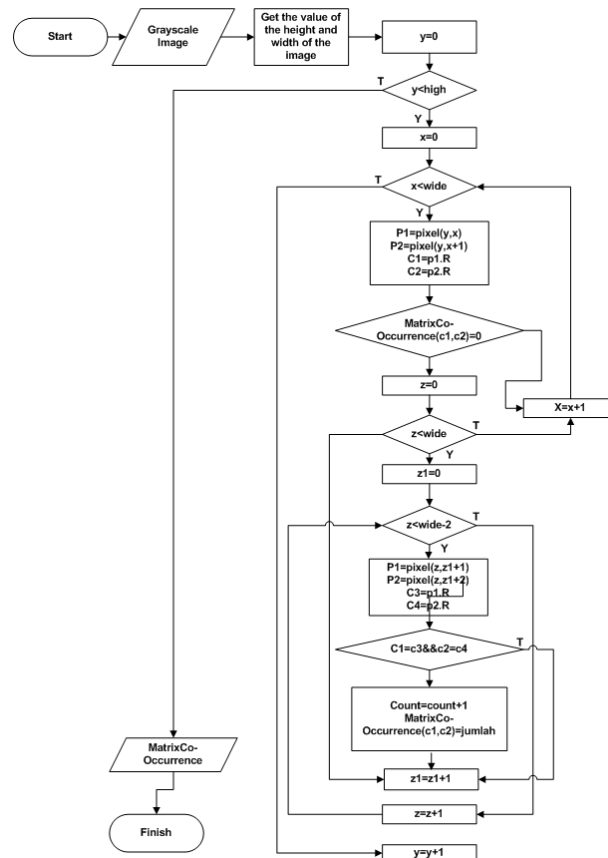 Start
Grayscale
Image
Get the value of
the height and
width of the
image
y=0
T
y<high
Y
x=0
T
x<wide
Y
P1=pixel(y,x)
P2=pixel(y,x+1)
C1=p1.R
C2=p2.R
MatrixCo-
Occurrence(c1,c2)=0
z=0
X=x+1
z<wide
T
Y
z1=0
z<wide-2
T
Y
P1=pixel(z,z1+1)
P2=pixel(z,z1+2)
C3=p1.R
C4=p2.R
C1=c3&&c2=c4
T
Count=count+1
MatrixCo-
Occurrence(c1,c2)=jumlah
MatrixCo-
Occurrence
z1=z1+1
z=z+1
Finish
y=y+1